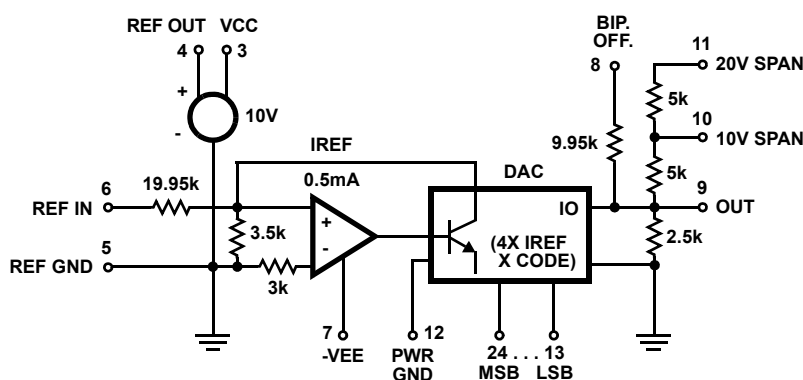 REF OUT VCC
4 3
BIP.
OFF.
8
11
20V SPAN
+
-
10V
5k
10
10V SPAN
9.95k
IREF
5k
6
19.95k
0.5mA
DAC
9
REF IN
+
-
IO
OUT
3.5k
(4X IREF
X CODE)
2.5k
5
REF GND
3k
7
-VEE
12
PWR
GND
24 . . . 13
MSB LSB